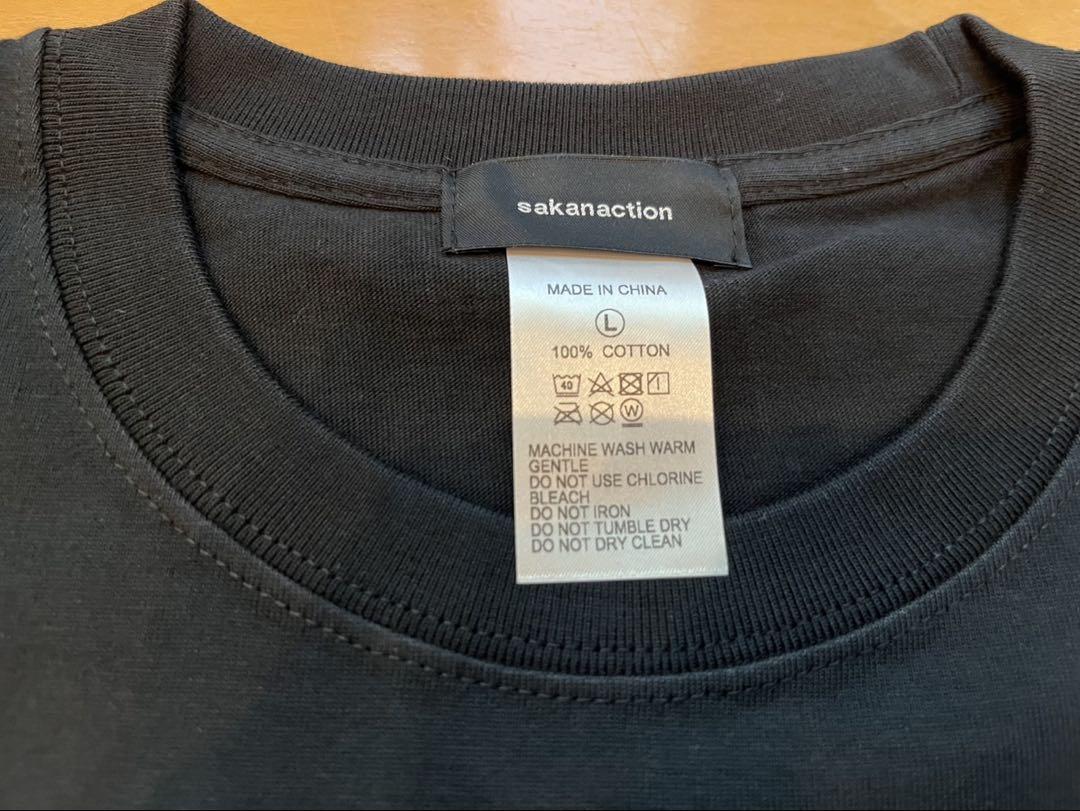 sakanaction
MADE IN CHINA
L
100% COTTON
40
W
MACHINE WASH WARM
GENTLE
DO NOT USE CHLORINE
BLEACH
DO NOT IRON
DO NOT TUMBLE DRY
DO NOT DRY CLEAN